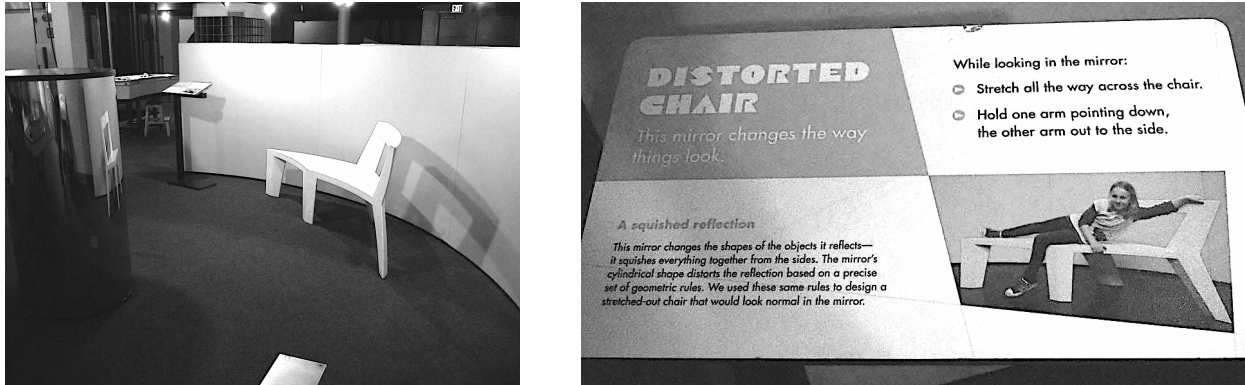 EXIT
DISTORTED
CHAIR
This mirror changes the way
things look.
While looking in the mirror:
Stretch all the way across the chair.
Hold one arm pointing down,
the other arm out to the side.
A squished reflection
This mirror changes the shapes of the objects it reflects—
it squishes everything together from the sides. The mirror's
cylindrical shape distorts the reflection based on a precise
set of geometric rules. We used these same rules to design a
stretched-out chair that would look normal in the mirror.